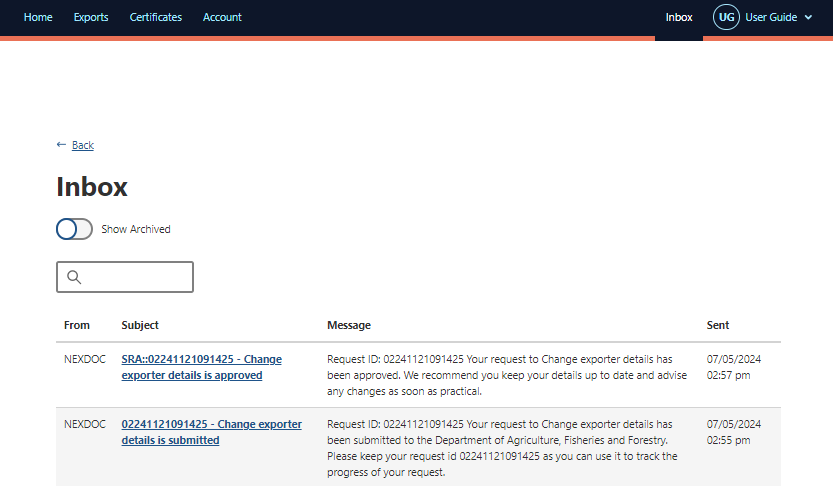 Home Exports Certificates Account Inbox UG User Guide
← Back
Inbox
Show Archived
From Subject Message Sent
NEXDOC SRA::02241121091425 - Change Request ID: 02241121091425 Your request to Change exporter details has 07/05/2024
exporter details is approved been approved. We recommend you keep your details up to date and advise 02:57 pm
any changes as soon as practical.
NEXDOC 02241121091425 - Change exporter Request ID: 02241121091425 Your request to Change exporter details has 07/05/2024
details is submitted been submitted to the Department of Agriculture, Fisheries and Forestry. 02:55 pm
Please keep your request id 02241121091425 as you can use it to track the
progress of your request.